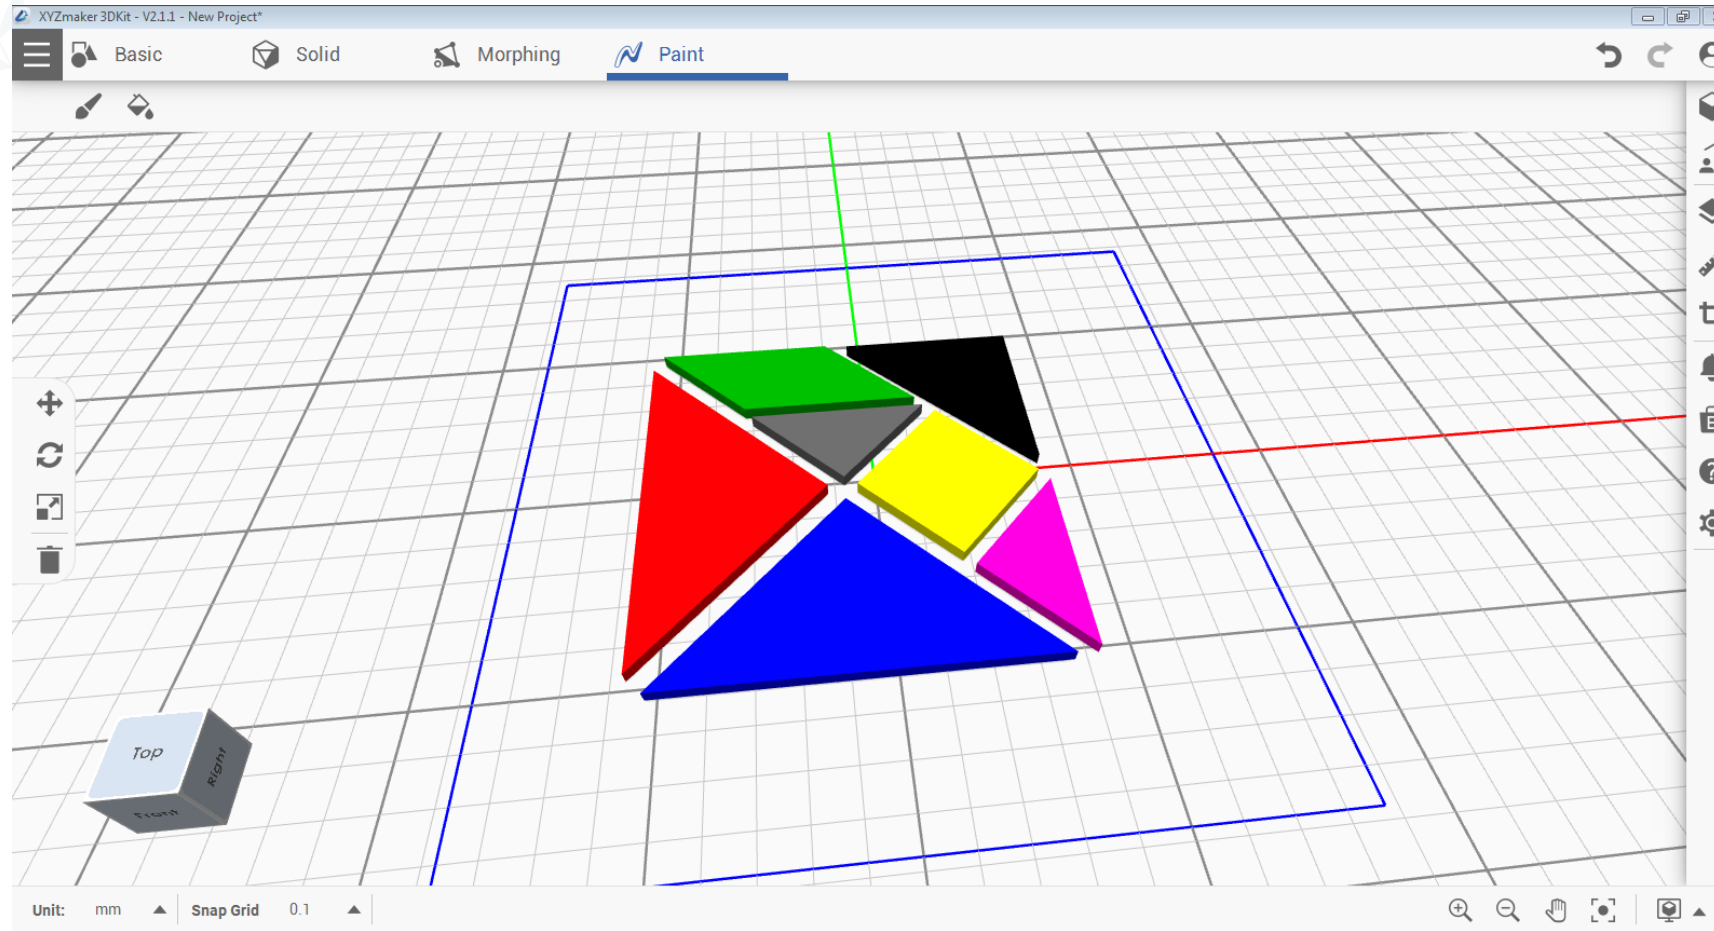 XYZmaker 3DKit - V2.1.1 - New Project*
Basic Solid Morphing Paint
Top
Right
Front
Unit: mm Snap Grid 0.1